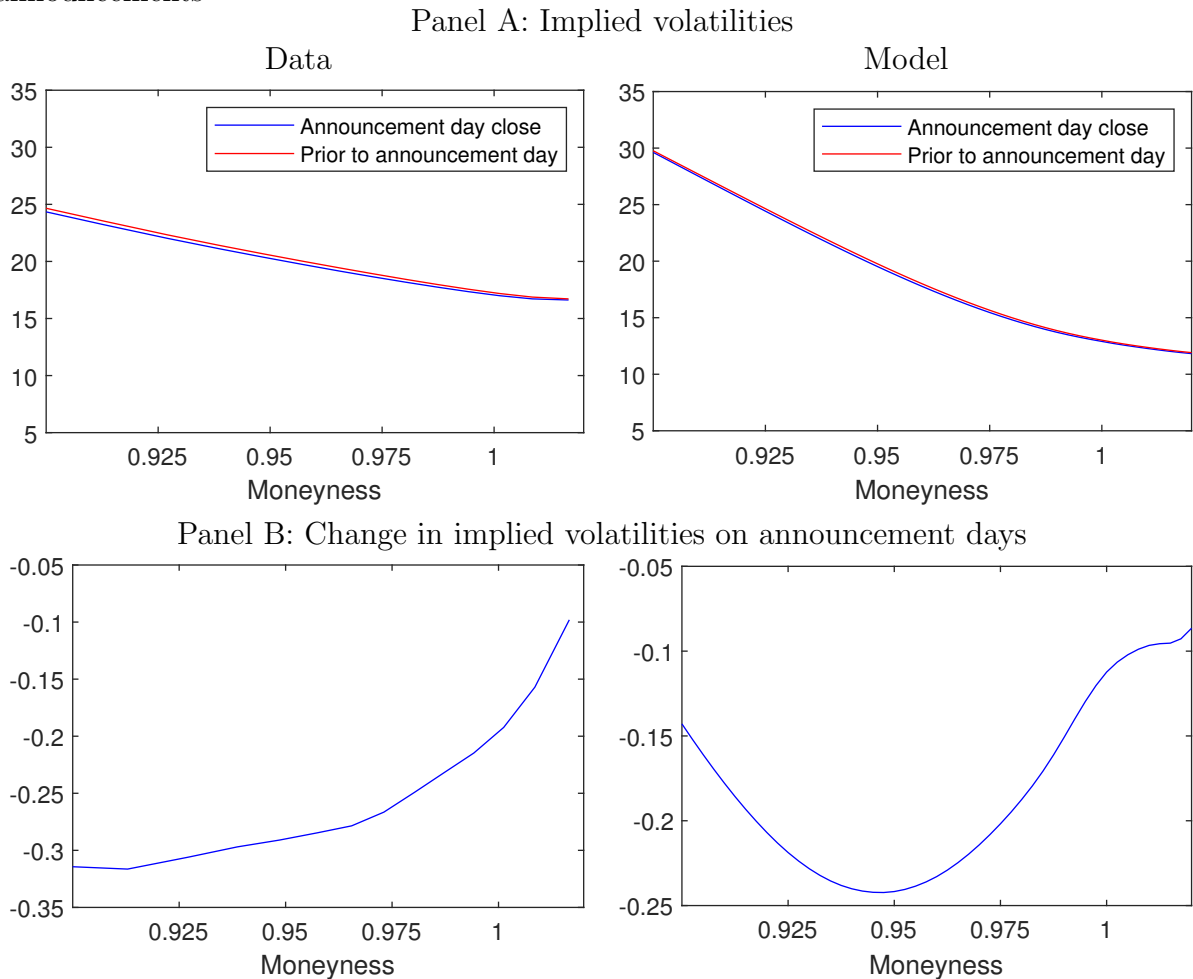 announcements
Panel A: Implied volatilities
Data
Model
35
30
25
20
15
10
5
Announcement day close
Prior to announcement day
0.925 0.95 0.975 1
Moneyness
35
30
25
20
15
10
5
Announcement day close
Prior to announcement day
0.925 0.95 0.975 1
Moneyness
Panel B: Change in implied volatilities on announcement days
-0.05
-0.1
-0.15
-0.2
-0.25
-0.3
-0.35
0.925 0.95 0.975 1
Moneyness
-0.05
-0.1
-0.15
-0.2
-0.25
0.925 0.95 0.975 1
Moneyness